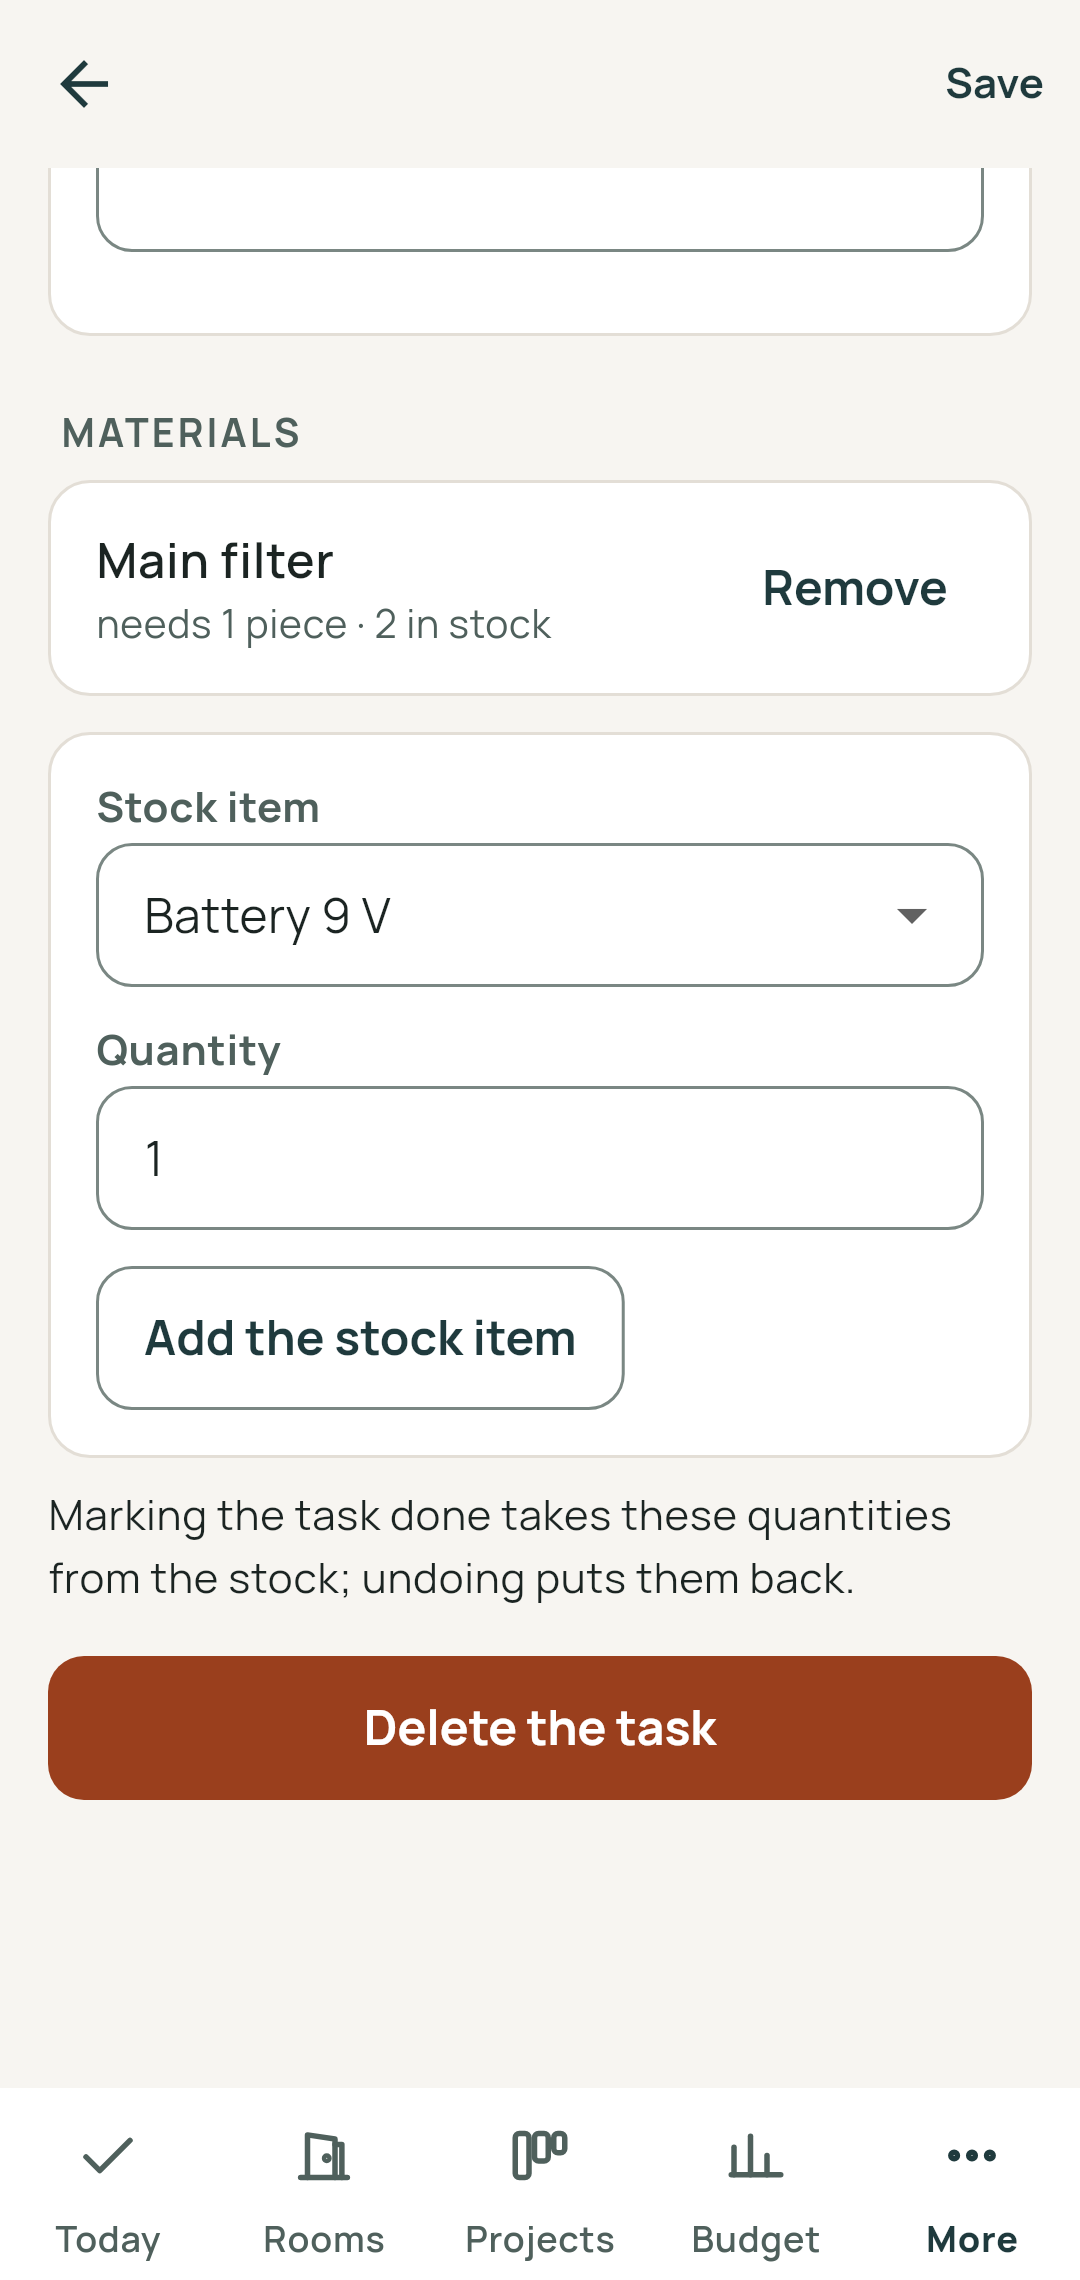 Save
MATERIALS
Main filter
needs 1 piece · 2 in stock
Remove
Stock item
Battery 9 V
Quantity
1
Add the stock item
Marking the task done takes these quantities
from the stock; undoing puts them back.
Delete the task
Today
Rooms
Projects
Budget
More